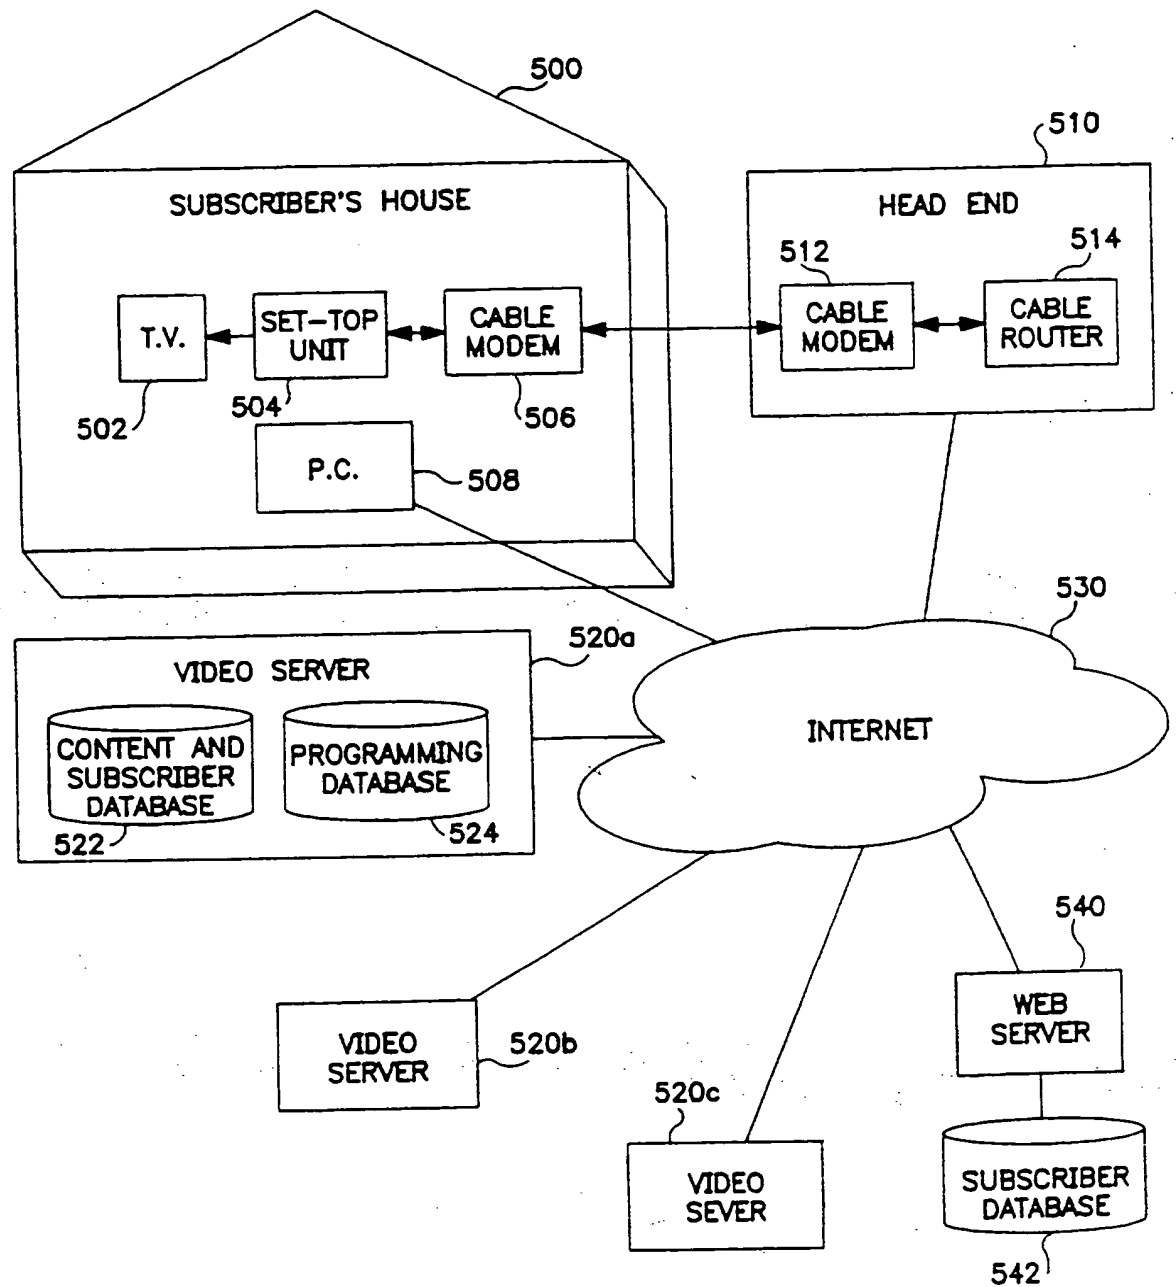 500
510
SUBSCRIBER'S HOUSE
HEAD END
512
514
T.V.
SET-TOP
UNIT
CABLE
MODEM
CABLE
MODEM
CABLE
ROUTER
502
504
506
P.C.
508
530
520a
VIDEO SERVER
CONTENT AND
SUBSCRIBER
DATABASE
PROGRAMMING
DATABASE
INTERNET
522
524
540
VIDEO
SERVER
520b
WEB
SERVER
520c
VIDEO
SEVER
SUBSCRIBER
DATABASE
542